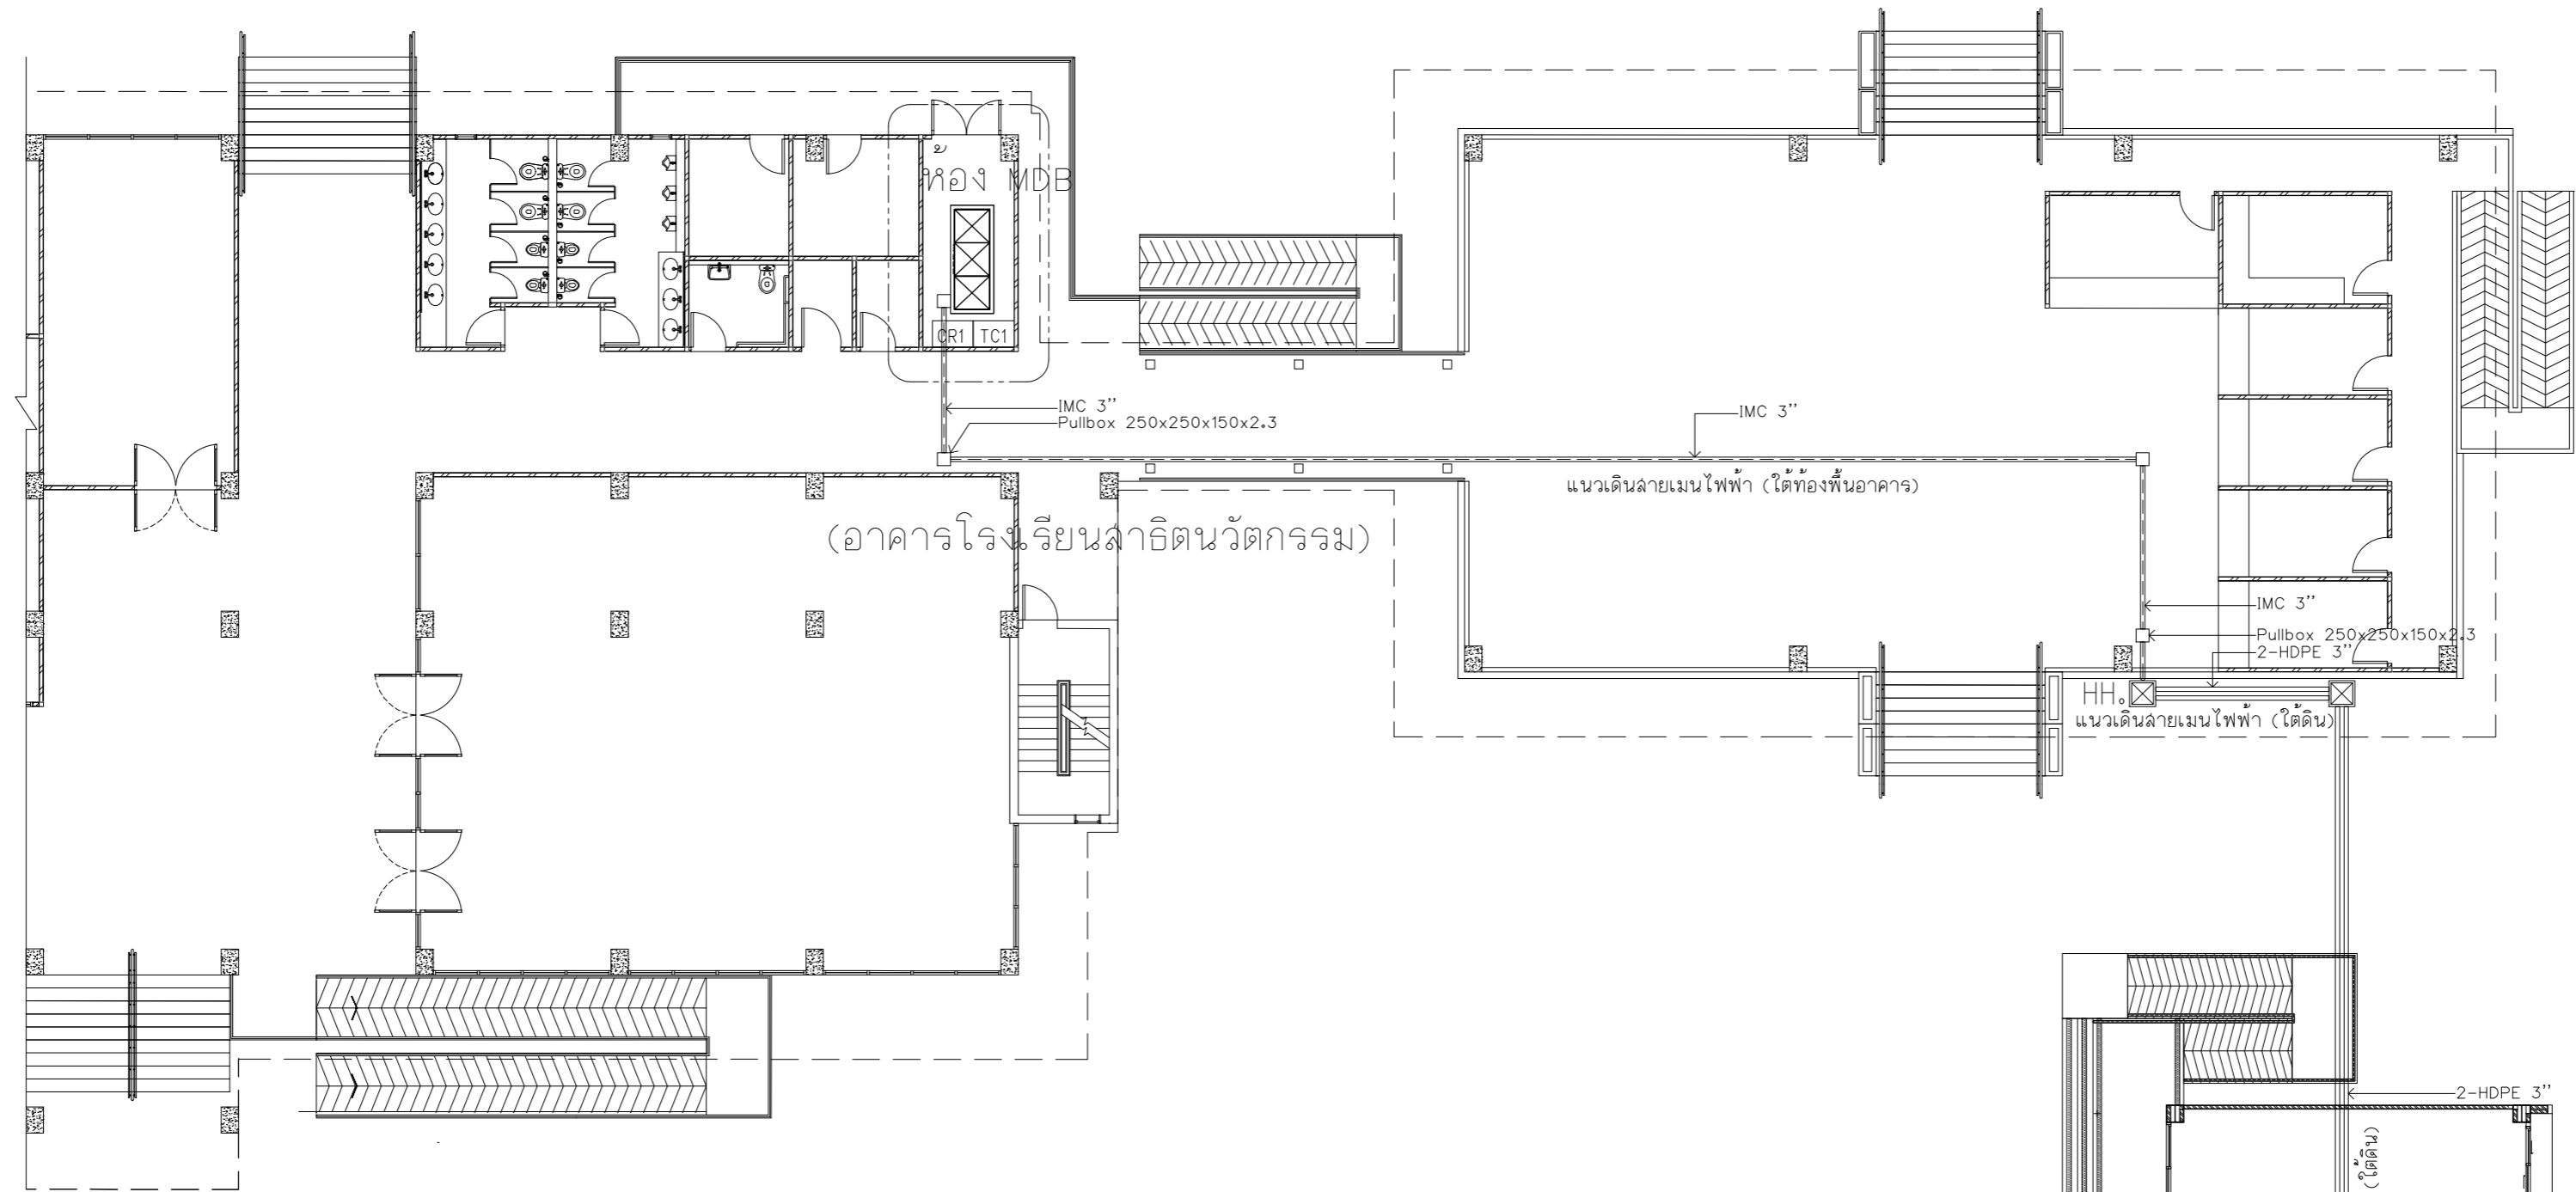 ห้อง MDB
CR1 TC1
IMC 3''
Pullbox 250x250x150x2.3
IMC 3''
แนวเดินสายเมนไฟฟ้า (ใต้ท้องพื้นอาคาร)
(อาคารโรงเรียนสาธิตนวัตกรรม)
IMC 3''
Pullbox 250x250x150x2.3
2-HDPE 3''
HH.
แนวเดินสายเมนไฟฟ้า (ใต้ดิน)
2-HDPE 3''
(ใต้ดิน)